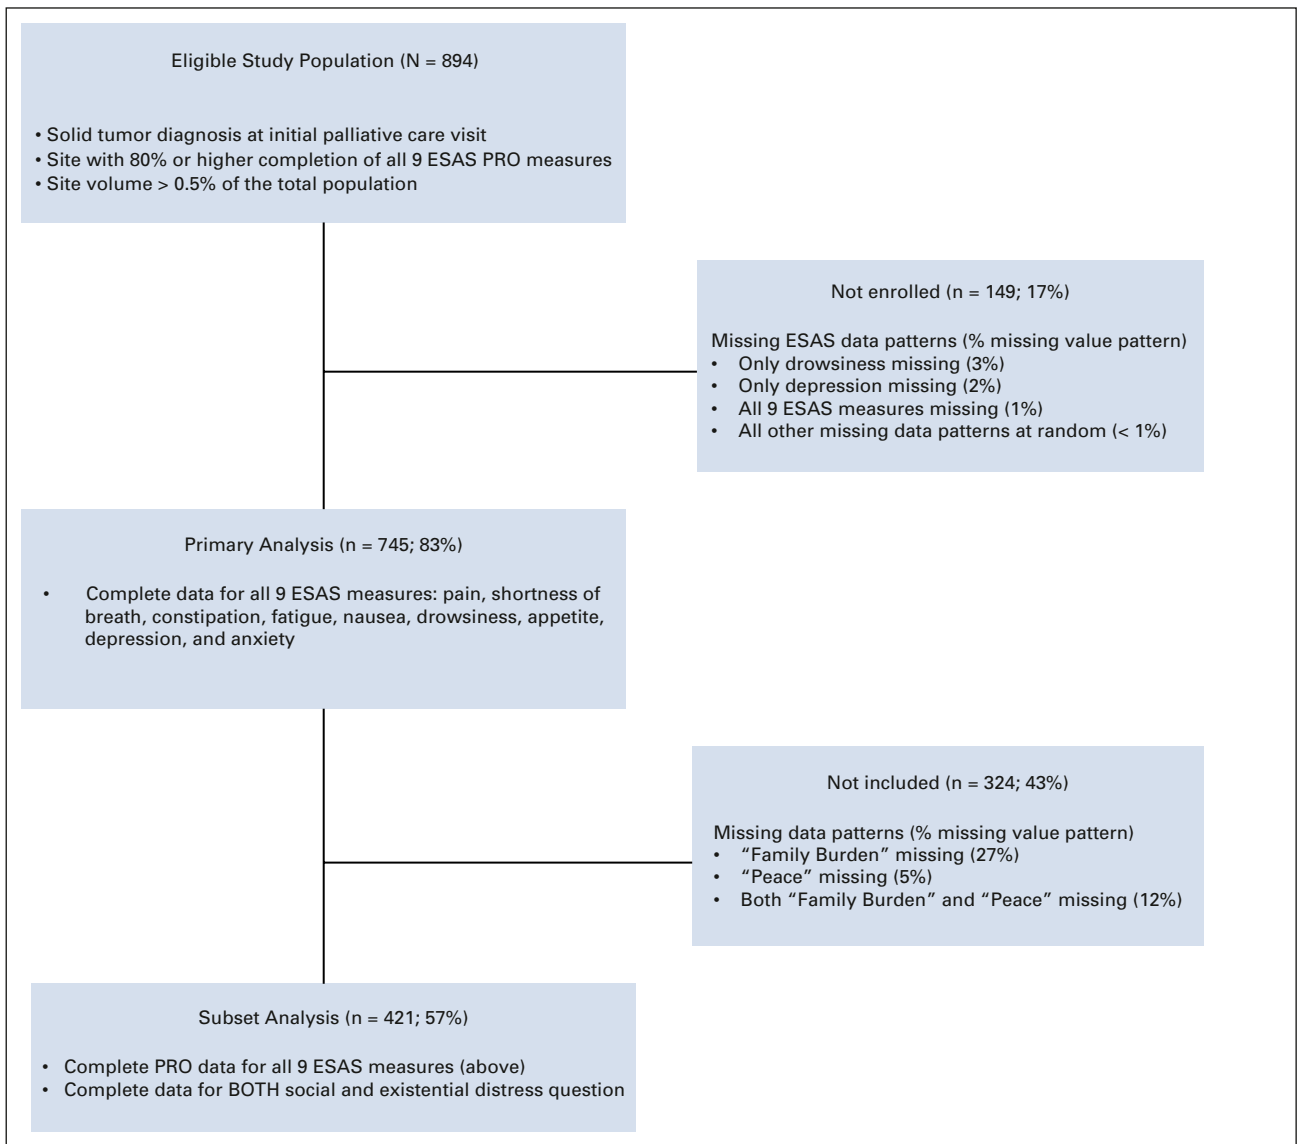 Eligible Study Population (N = 894)
• Solid tumor diagnosis at initial palliative care visit
• Site with 80% or higher completion of all 9 ESAS PRO measures
• Site volume > 0.5% of the total population
Not enrolled (n = 149; 17%)
Missing ESAS data patterns (% missing value pattern)
• Only drowsiness missing (3%)
• Only depression missing (2%)
• All 9 ESAS measures missing (1%)
• All other missing data patterns at random (< 1%)
Primary Analysis (n = 745; 83%)
• Complete data for all 9 ESAS measures: pain, shortness of
breath, constipation, fatigue, nausea, drowsiness, appetite,
depression, and anxiety
Not included (n = 324; 43%)
Missing data patterns (% missing value pattern)
• “Family Burden” missing (27%)
• “Peace” missing (5%)
• Both “Family Burden” and “Peace” missing (12%)
Subset Analysis (n = 421; 57%)
• Complete PRO data for all 9 ESAS measures (above)
• Complete data for BOTH social and existential distress question